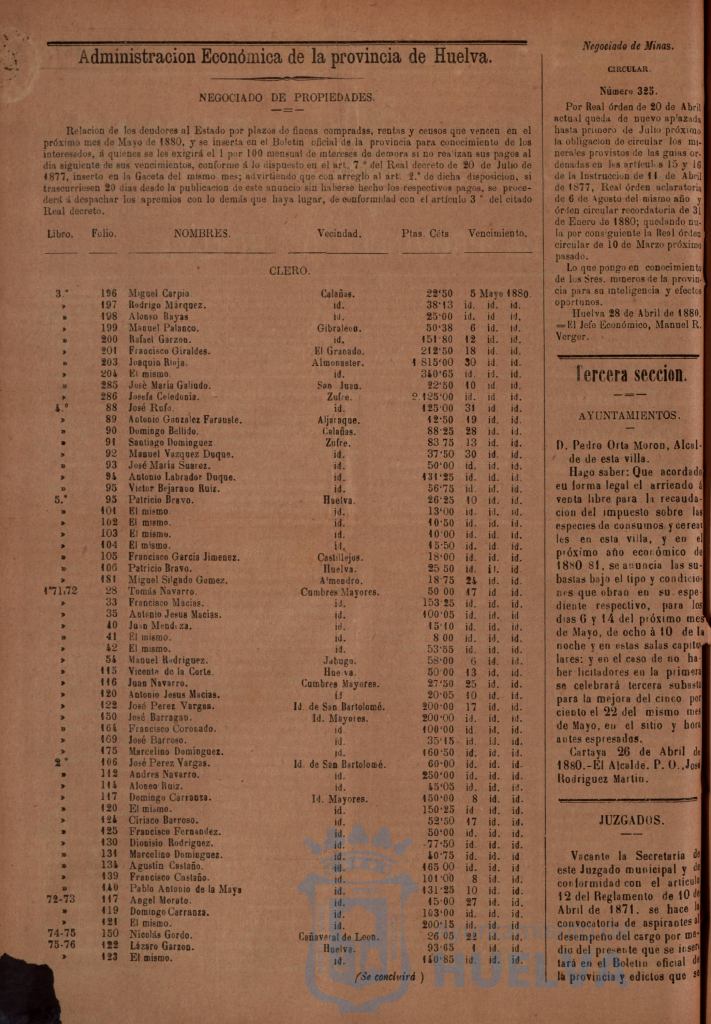 Administracion Económica de la provincia de Huelva.
NEGOCIADO DE PROPIEDADES.
Relacion de los deudores al Estado por plazos de fincas compradas, rentas y censos que vencen en el
próximo mes de Mayo de 1880, y se inserta en el Boletin oficial de la provincia para conocimiento de los
interesados, á quienes se les exigirá el 1 por 100 mensual de intereses de demora si no realizan sus pagos al
dia siguiente de sus vencimientos, conforme á lo dispuesto en el art. 7.º del Real decreto de 20 de Julio de
1877, inserto en la Gaceta del mismo mes; advirtiendo que con arreglo al art. 2.º de dicha disposicion, si
trascurriesen 20 dias desde la publicacion de este anuncio sin haberse hecho los respectivos pagos, se proce-
derá á despachar los apremios con lo demás que haya lugar, de conformidad con el artículo 3 º del citado
Real decreto.
Libro. Folio. NOMBRES. Vecindad. Ptas. Céts Vencimiento.
CLERO.
3.º 196 Miguel Carpio Calañas. 22'50 5 Mayo 1880.
» 197 Rodrigo Márquez. id. 38'13 id. id. id.
» 198 Alonso Bayas id. 25'00 id. id. id.
» 199 Manuel Palanco. Gibraleon. 50'38 6 id. id.
» 200 Rafael Garzon. id. 151'80 12 id. id.
» 201 Francisco Giraldes. El Granado. 212'50 18 id. id.
» 203 Joaquin Rioja. Almonaster. 1 815'00 30 id. id.
» 204 El mismo. id. 340'65 id. id. id.
» 285 José Maria Galindo. San Juan. 22'50 10 id. id.
» 286 Josefa Celedonia. Zufre. 2.125'00 id. id. id.
4.º 88 José Rufo. id. 125'00 31 id. id.
» 89 Antonio Gonzalez Farauste. Aljaraque. 12'50 19 id. id.
» 90 Domingo Bellido. Calañas. 88'25 28 id. id.
» 91 Santiago Dominguez Zufre. 83 75 13 id. id.
» 92 Manuel Vazquez Duque. id. 37'50 30 id. id.
» 93 José Maria Suarez. id. 50'00 id. id. id.
» 94 Antonio Labrador Duque. id. 131'25 id. id. id.
» 95 Victor Bejarano Ruiz. id. 56'75 id. id. id.
5.º 95 Patricio Bravo. Huelva. 26'25 10 id. id.
» 101 El mismo. id. 13'00 id. id. id.
» 102 El mismo. id. 10'50 id. id. id.
» 103 El mismo. id. 10'00 id. id. id.
» 104 El mismo. id. 15'50 id. id. id.
» 105 Francisco Garcia Jimenez. Castillejos. 18'00 id. id. id.
» 106 Patricio Bravo. Huelva. 25 50 id. id. id.
» 181 Miguel Salgado Gomez. Almendro. 18'75 24 id. id.
1º71,72 28 Tomás Navarro. Cumbres Mayores. 50 00 17 id. id.
» 33 Francisco Macias. id. 153'25 id. id. id.
» 35 Antonio Jesus Macias. id. 100'05 id. id. id.
» 40 Juan Mendoza. id. 15'10 id. id. id.
» 41 El mismo. id. 8 00 id. id. id.
» 42 El mismo. id. 53'55 id. id. id.
» 54 Manuel Rodriguez. Jabugo. 58'00 6 id. id.
» 115 Vicente de la Corte. Huelva. 50'00 13 id. id.
» 116 Juan Navarro. Cumbres Mayores. 27'50 25 id. id.
» 120 Antonio Jesus Macias. id 20'05 10 id. id.
» 122 José Perez Vargas. Id. de San Bartolomé. 200'00 17 id. id.
» 150 José Barragan. Id. Mayores. 200'00 id. id. id.
» 164 Francisco Coronado. id. 100'00 id. id. id.
» 169 José Barroso. id. 35'15 id. id. id.
» 175 Marcelino Dominguez. id. 160'50 id. id. id.
2.º 106 José Perez Vargas. Id. de San Bartolomé. 60'00 id. id. id.
» 112 Andres Navarro. id. 250'00 id. id. id.
» 114 Alonso Ruiz. id. 45'05 id. id. id.
» 117 Domingo Carranza. Id. Mayores. 150'00 8 id. id.
» 120 El mismo. id. 150'25 id id. id.
» 124 Ciriaco Barroso. id. 52'50 17 id. id.
» 125 Francisco Fernandez. id. 50'00 id. id. id.
» 130 Dionisio Rodriguez. id. 77'50 id. id. id
» 131 Marcelino Dominguez. id. 40'75 id. id. id
» 134 Agustin Castaño. id. 165 00 id. id. id
» 139 Francisco Castaño. id. 101'00 8 id. id
» 140 Pablo Antonio de la Maya id. 131'25 10 id. id.
72-73 117 Angel Morato. id. 15'00 27 id. id.
» 119 Domingo Carranza. id. 103'00 id. id. id.
» 121 El mismo. id. 200'15 id. id. id.
74-75 150 Nicolás Gordo. Cañaveral de Leon. 26 05 22 id. id.
75-76 122 Lázaro Garzon. Huelva. 93'65 1 id. id.
» 123 El mismo. id. 140'85 id. id. id.
(Se concluirá )
HUELVA
Negociado de Minas.
CIRCULAR.
Número 325.
Por Real órden de 20 de Abril
actual queda de nuevo aplazada
hasta primero de Julio próximo
la obligacion de circular los mi-
nerales provistos de las guias or-
denadas en los artículos 15 y 16
de la Instruccion de 11 de Abril
de 1877, Real órden aclaratoria
de 6 de Agosto del mismo año y
órden circular recordatoria de 31
de Enero de 1880; quedando nu-
la por consiguiente la Real órden
circular de 10 de Marzo próximo
pasado.
Lo que pongo en conocimiento
de los Sres. mineros de la provin-
cia para su inteligencia y efectos
oportunos.
Huelva 28 de Abril de 1880.
—El Jefe Económico, Manuel R.
Verger.
Tercera seccion.
AYUNTAMIENTOS.
D. Pedro Orta Moron, Alcal-
de de esta villa.
Hago saber: Que acordado
en forma legal el arriendo á
venta libre para la recauda-
cion del impuesto sobre las
especies de consumos y cerea-
les en esta villa, y en el
próximo año económico de
1880 81, se anuncia las su-
bastas bajo el tipo y condicio-
nes que obran en su espe-
diente respectivo, para los
dias 6 y 14 del próximo mes
de Mayo, de ocho á 10 de la
noche y en estas salas capitu-
lares: y en el caso de no ha-
ber licitadores en la primera
se celebrará tercera subasta
para la mejora del cinco por
ciento el 22 del mismo mes
de Mayo, en el sitio y hora
antes espresados.
Cartaya 26 de Abril de
1880.-El Alcalde. P. O., José
Rodriguez Martin.
JUZGADOS.
Vacante la Secretaria de
este Juzgado municipal y de
conformidad con el artículo
12 del Reglamento de 10 de
Abril de 1871. se hace la
convocatoria de aspirantes al
desempeño del cargo por me-
dio del presente que se inser-
tará en el Boletin oficial de
la provincia y edictos que se